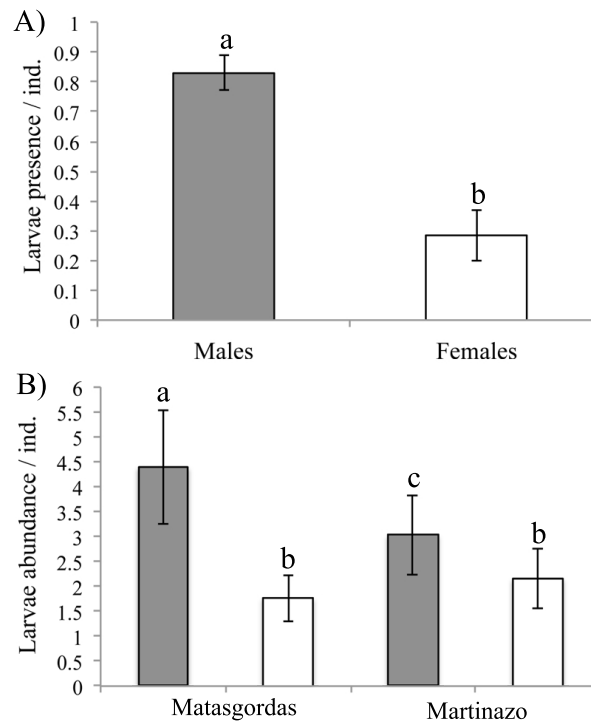 A)
Larvae presence / ind.
1
0.9
0.8
0.7
0.6
0.5
0.4
0.3
0.2
0.1
0
a
b
Males
Females
B)
Larvae abundance / ind.
6
5.5
5
4.5
4
3.5
3
2.5
2
1.5
1
0.5
0
a
b
c
b
Matasgordas
Martinazo